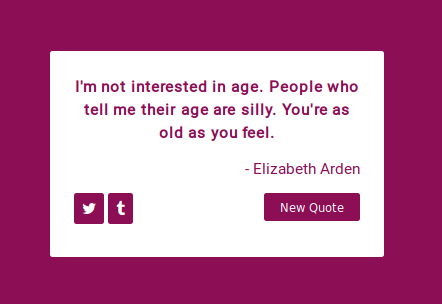 I'm not interested in age. People who
tell me their age are silly. You're as
old as you feel.
- Elizabeth Arden
New Quote